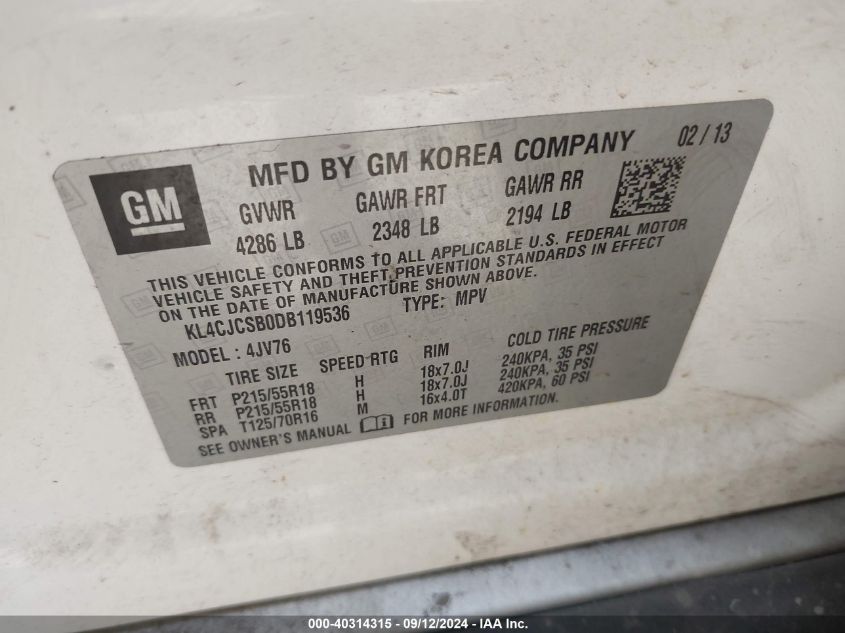 GM
MFD BY GM KOREA COMPANY 02 / 13
GVWR GAWR FRT GAWR RR
4286 LB 2348 LB 2194 LB
THIS VEHICLE CONFORMS TO ALL APPLICABLE U.S. FEDERAL MOTOR
VEHICLE SAFETY AND THEFT PREVENTION STANDARDS IN EFFECT
ON THE DATE OF MANUFACTURE SHOWN ABOVE.
KL4CJCSB0DB119536 TYPE: MPV
MODEL : 4JV76
TIRE SIZE SPEED RTG RIM COLD TIRE PRESSURE
FRT P215/55R18 H 18x7.0J 240KPA, 35 PSI
RR P215/55R18 H 18x7.0J 240KPA, 35 PSI
SPA T125/70R16 M 16x4.0T 420KPA, 60 PSI
SEE OWNER'S MANUAL FOR MORE INFORMATION.
000-40314315 - 09/12/2024 - IAA Inc.